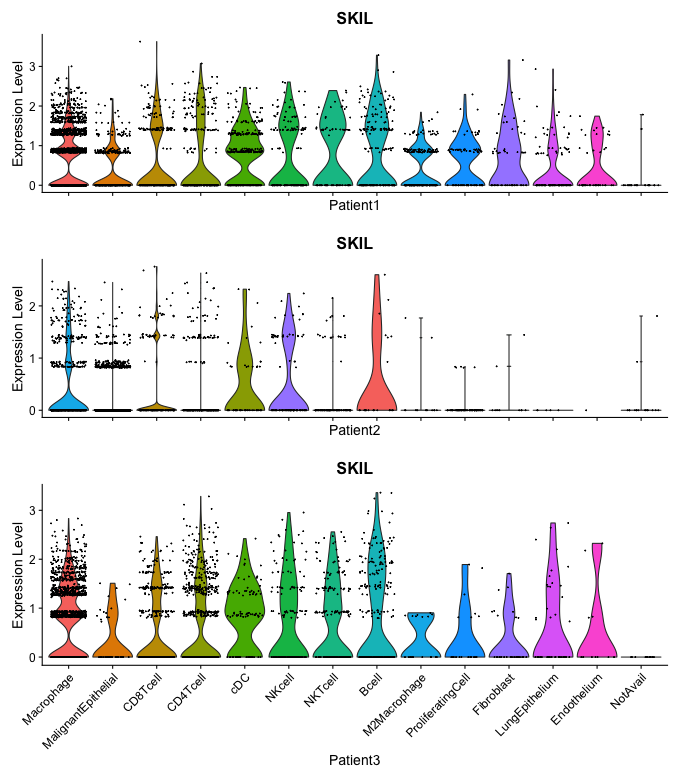 SKIL
Expression Level
3
2
1
0
Patient1
SKIL
Expression Level
2
1
0
Patient2
SKIL
Expression Level
3
2
1
0
Macrophage
MalignantEpithelial
CD8Tcell
CD4Tcell
cDC
NKcell
NKTcell
Bcell
M2Macrophage
ProliferatingCell
Fibroblast
LungEpithelium
Endothelium
NotAvail
Patient3